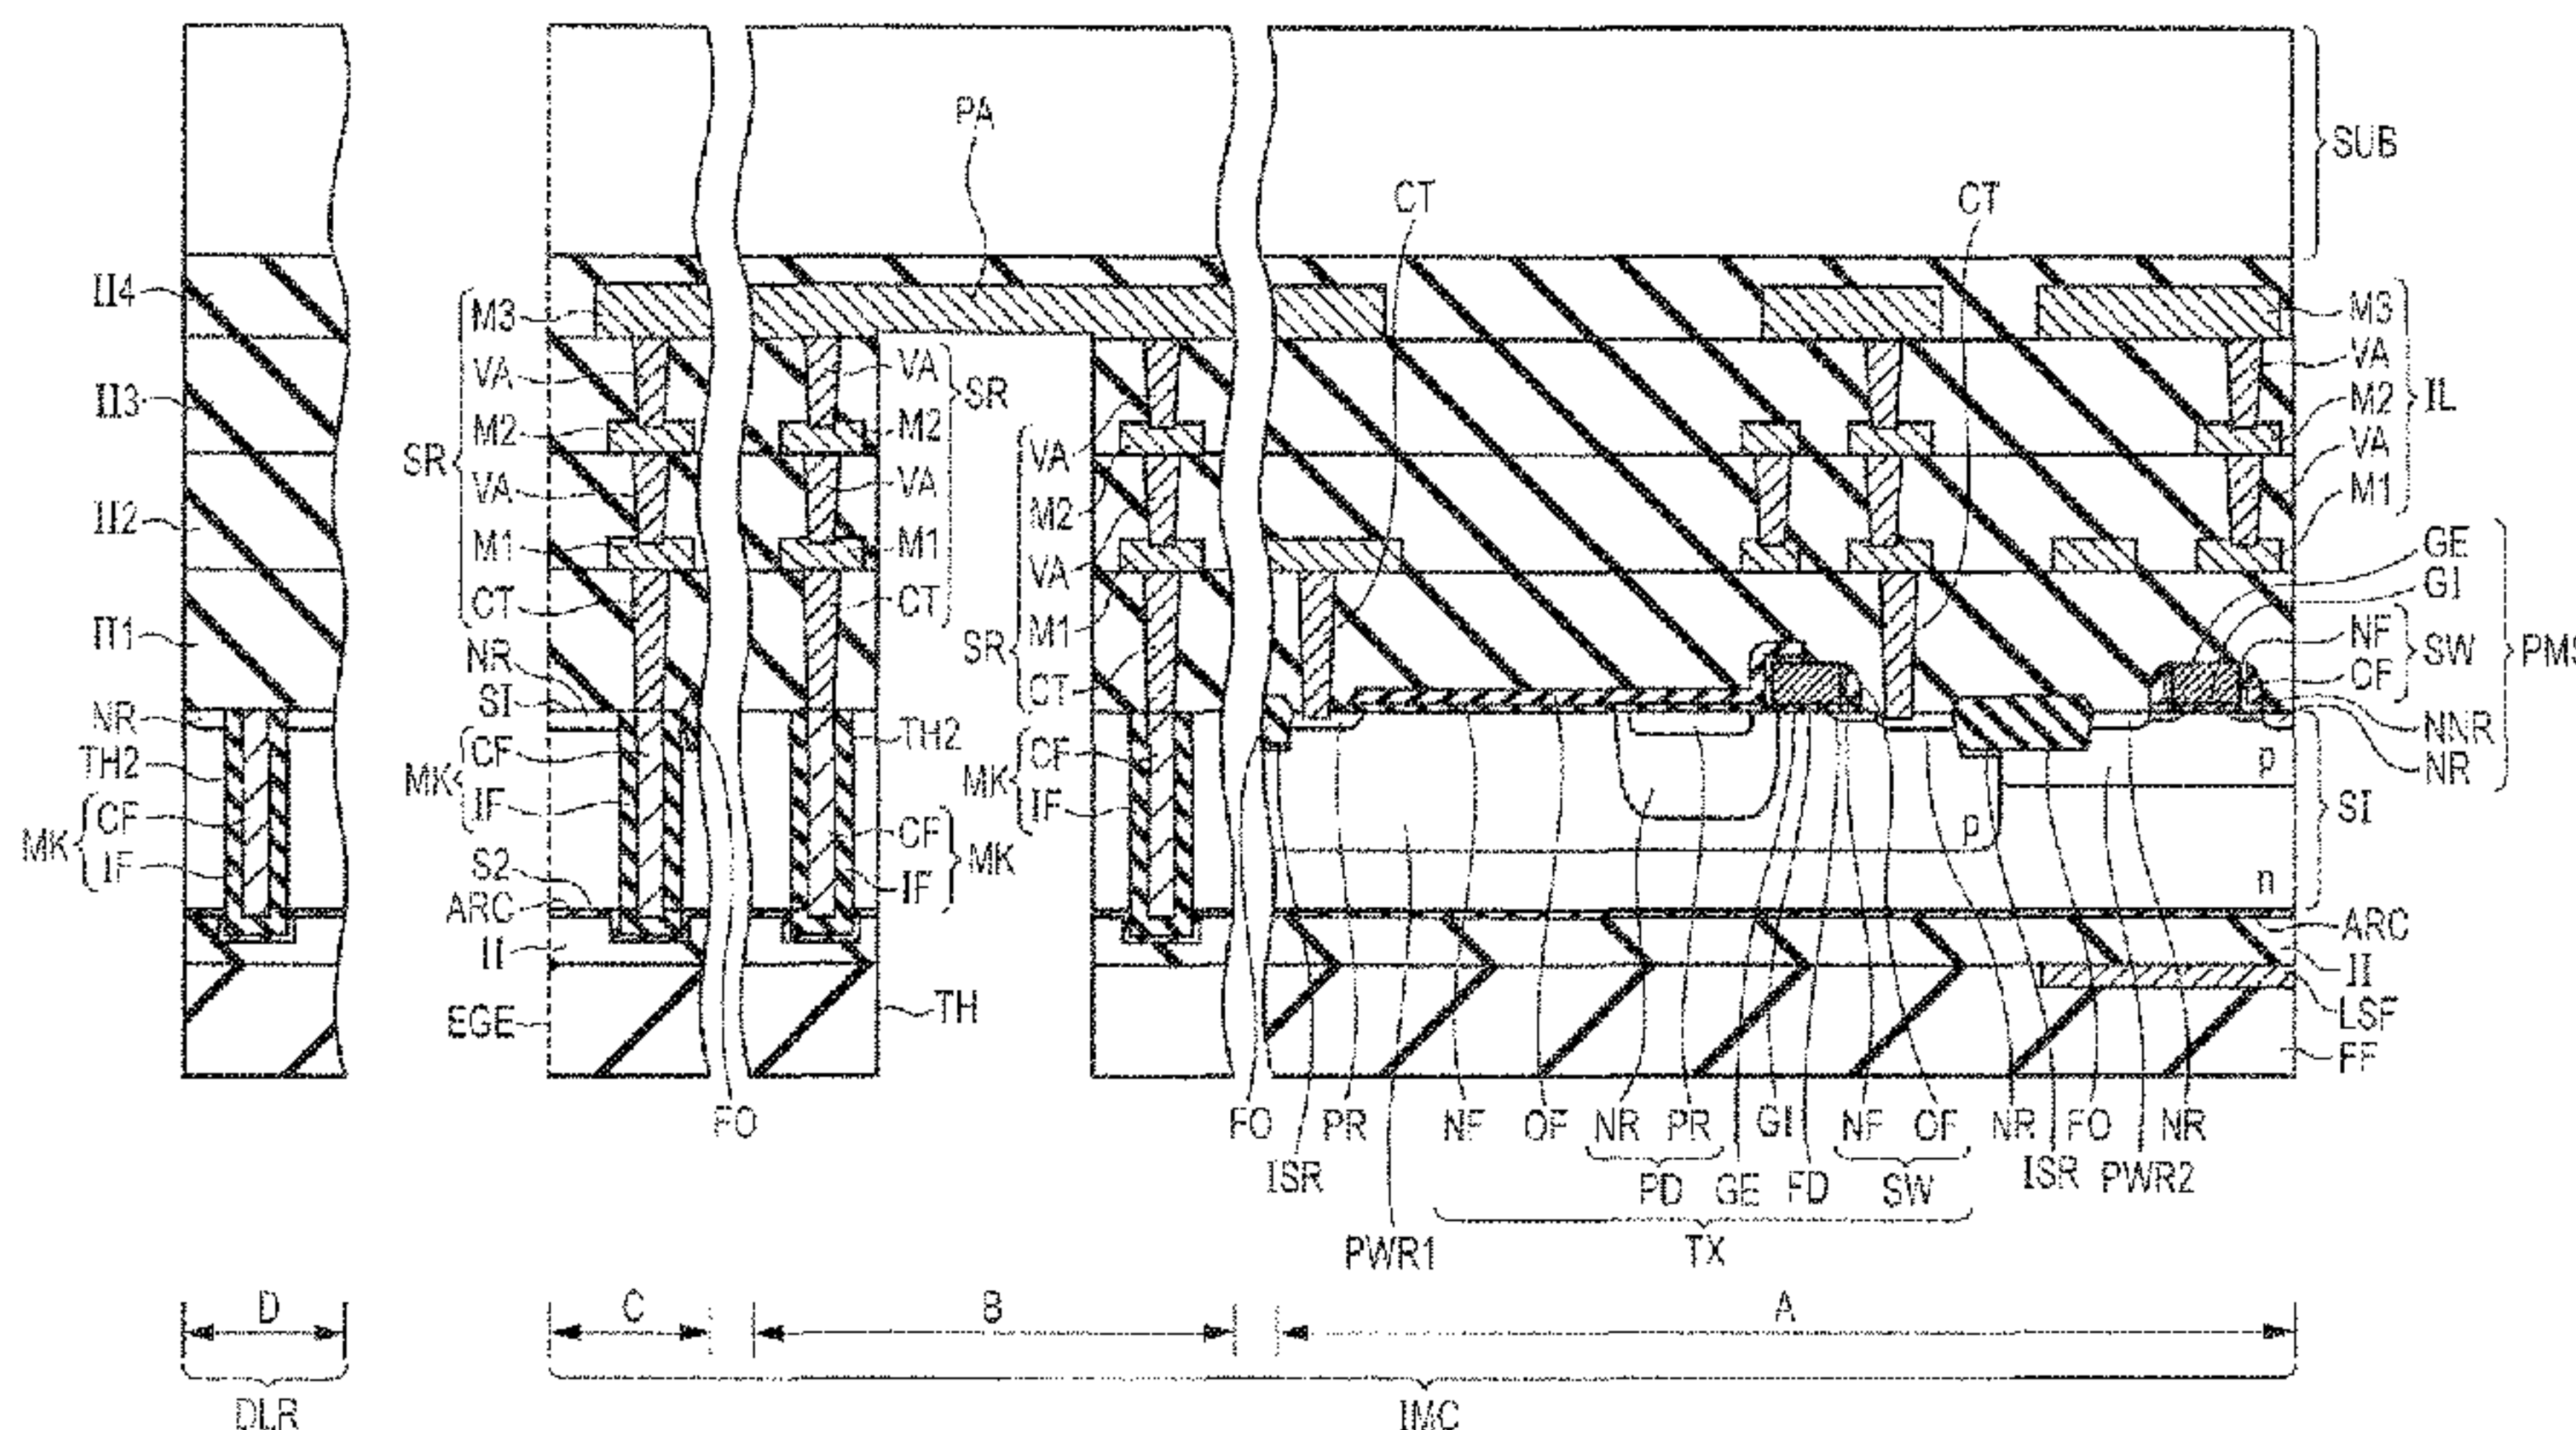 SUB
PA
CT
CT
II4
II3
II2
II1
NR
TH2
MK
CF
IF
SR
M3
VA
M2
VA
M1
CT
NR
SI
MK
CF
IF
S2
ARC
II
EGE
VA
M2
VA
M1
CT
SR
TH2
CF
IF
MK
TH
SR
VA
M2
VA
M1
CT
MK
CF
IF
M3
VA
M2
VA
M1
IL
GE
GI
NF
CF
SW
PMS
NNR
NR
p
p
n
SI
ARC
II
LSF
FF
FO
FO
PR
NF
OF
NR
PR
GI
NF
OF
NR
FO
NR
ISR
PD
GE
FD
SW
ISR
PWR2
PWR1
TX
D
C
B
A
DLR
IMC